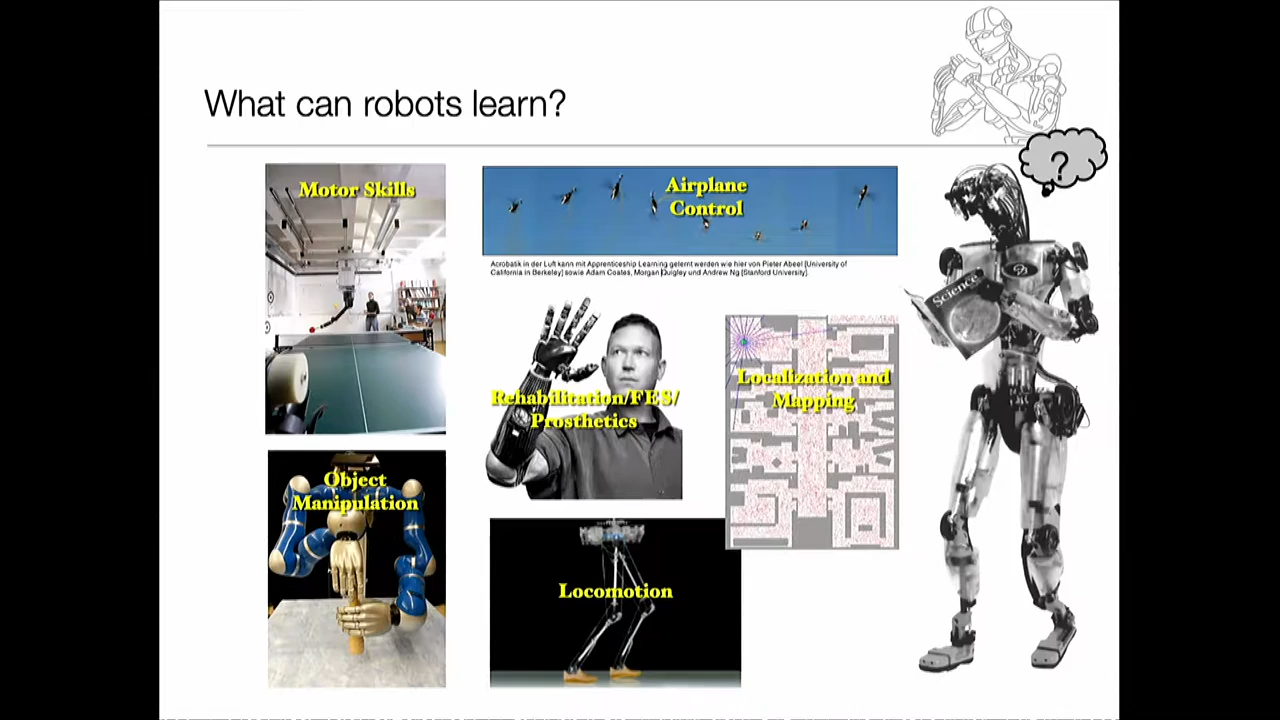 What can robots learn?
?
Motor Skills
Airplane
Control
Acrobatik in der Luft kann mit Apprenticeship Learning gelernt werden wie hier von Pieter Abeel [University of
California in Berkeley] sowie Adam Coates, Morgan Quigley und Andrew Ng [Stanford University].
Science
Rehabilitation/FES/
Prosthetics
Localization and
Mapping
Object
Manipulation
Locomotion